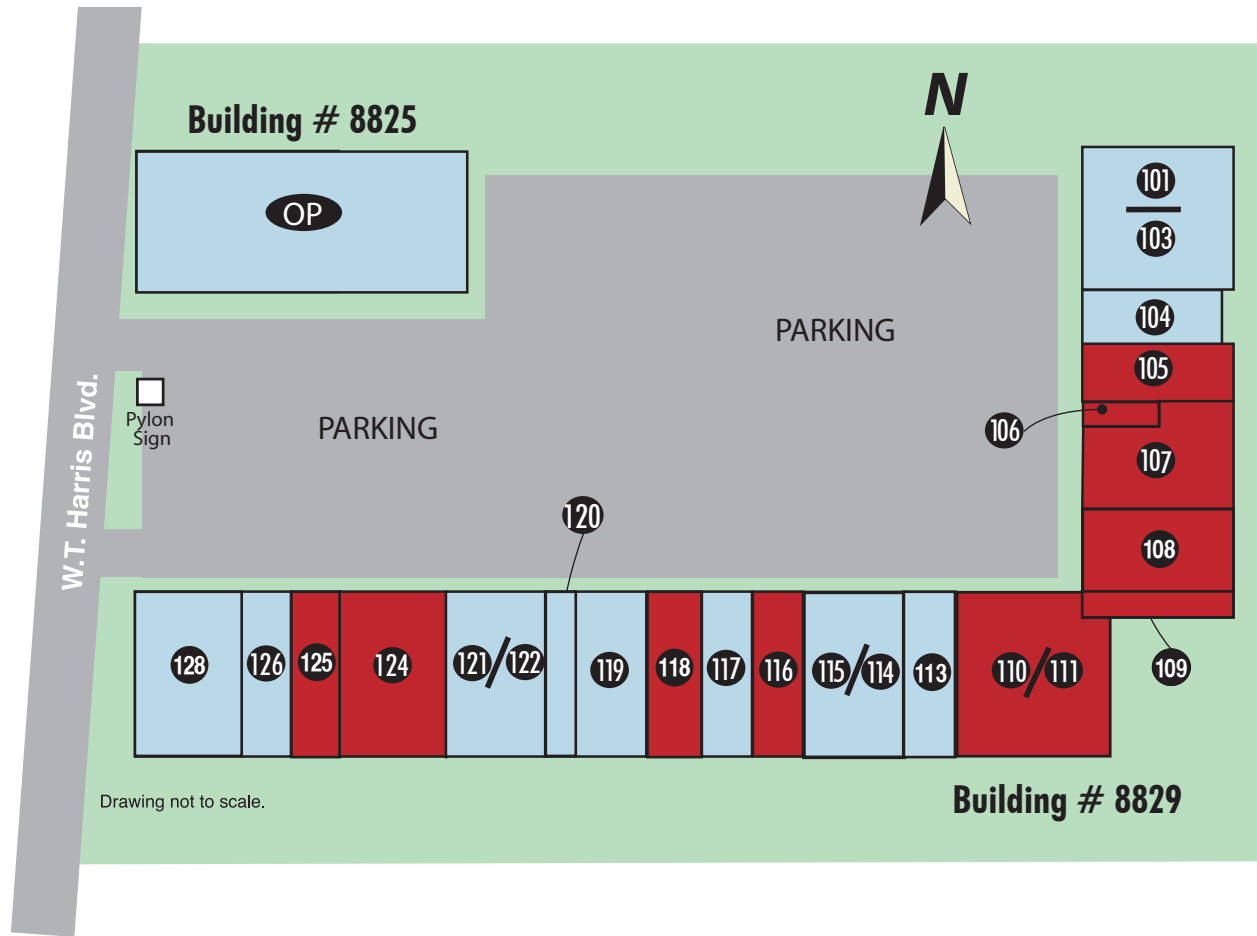 Building # 8825
N
OP
101
103
104
PARKING
105
W.T. Harris Blvd.
Pylon
Sign
PARKING
106
107
120
108
128
126
125
124
121/122
119
118
117
116
115/114
113
110/111
109
Drawing not to scale.
Building # 8829